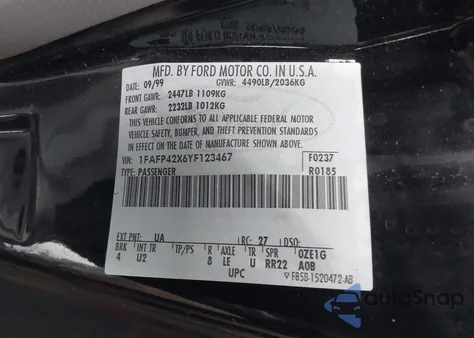 MFD. BY FORD MOTOR CO. IN U.S.A.
DATE: 09/99 GVWR: 4490LB/2036KG
FRONT GAWR: 2447LB 1109KG
REAR GAWR: 2232LB 1012KG
THIS VEHICLE CONFORMS TO ALL APPLICABLE FEDERAL MOTOR
VEHICLE SAFETY, BUMPER, AND THEFT PREVENTION STANDARDS
IN EFFECT ON THE DATE OF MANUFACTURE SHOWN ABOVE.
VIN: 1FAFP42X6YF123467 F0237
TYPE: PASSENGER R0185
EXT PNT: UA RC: 27 DSO:
BRK INT TR TP/PS R AXLE TR SPR 0ZE1G
4 U2 8 LE U RR22 A0B
UPC F85B-1520472-AB
AutoSnap